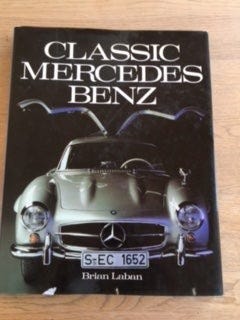 CLASSIC
MERCEDES
BENZ
S-EC 1652
Brian Laban